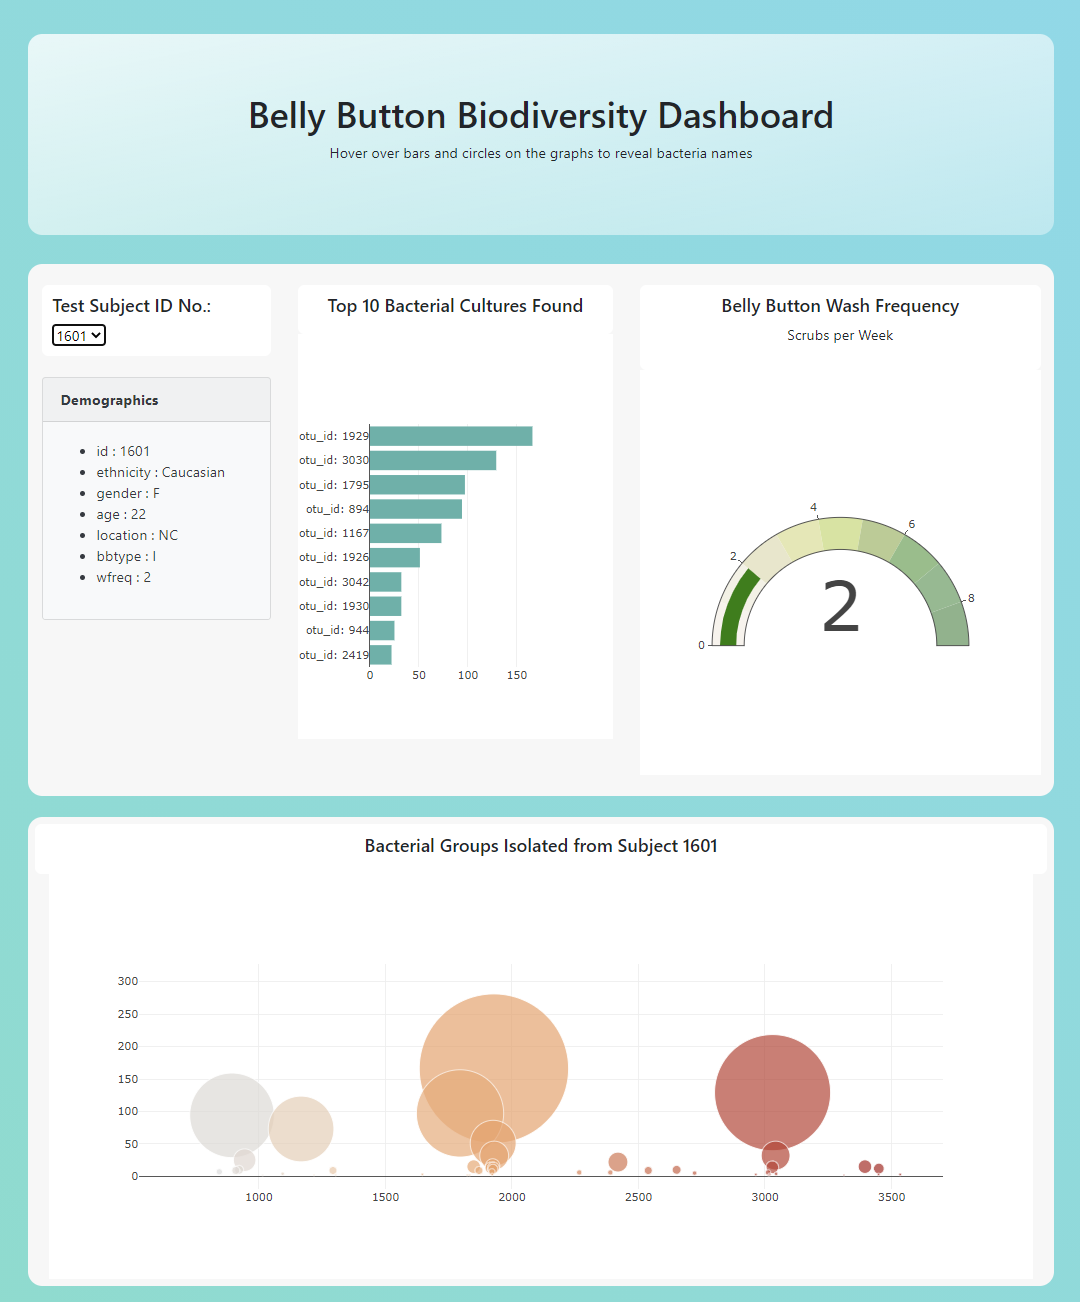 Belly Button Biodiversity Dashboard
Hover over bars and circles on the graphs to reveal bacteria names
Test Subject ID No.:
1601
Demographics
id : 1601
ethnicity : Caucasian
gender : F
age : 22
location : NC
bbtype : I
wfreq : 2
Top 10 Bacterial Cultures Found
otu_id: 1929
otu_id: 3030
otu_id: 1795
otu_id: 894
otu_id: 1167
otu_id: 1926
otu_id: 3042
otu_id: 1930
otu_id: 944
otu_id: 2419
0 50 100 150
Belly Button Wash Frequency
Scrubs per Week
0
2
4
6
8
2
Bacterial Groups Isolated from Subject 1601
300
250
200
150
100
50
0
1000 1500 2000 2500 3000 3500